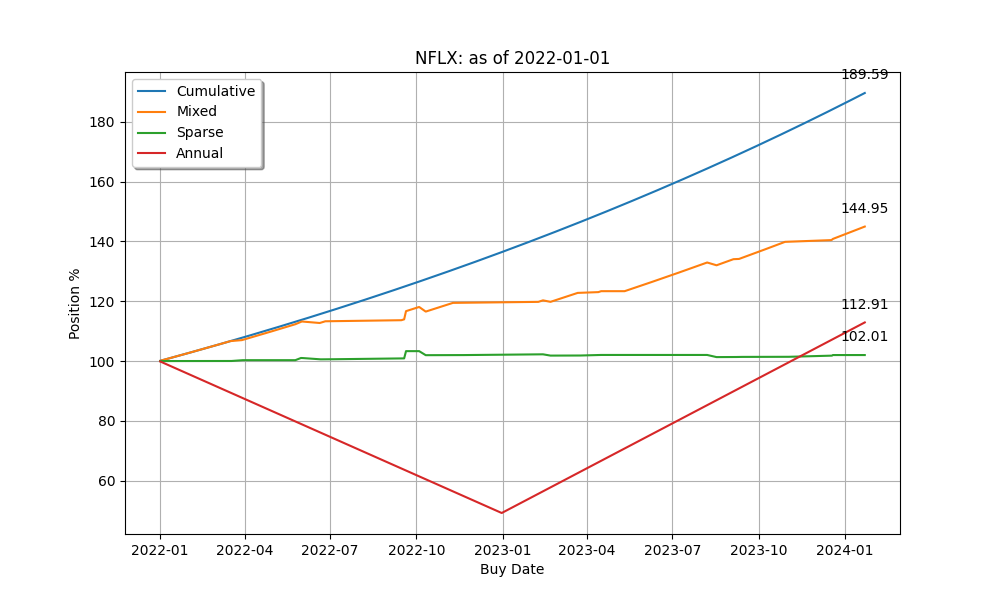 NFLX: as of 2022-01-01
Cumulative
Mixed
Sparse
Annual
189.59
144.95
112.91
102.01
180
160
140
120
100
80
60
Position %
2022-01 2022-04 2022-07 2022-10 2023-01 2023-04 2023-07 2023-10 2024-01
Buy Date